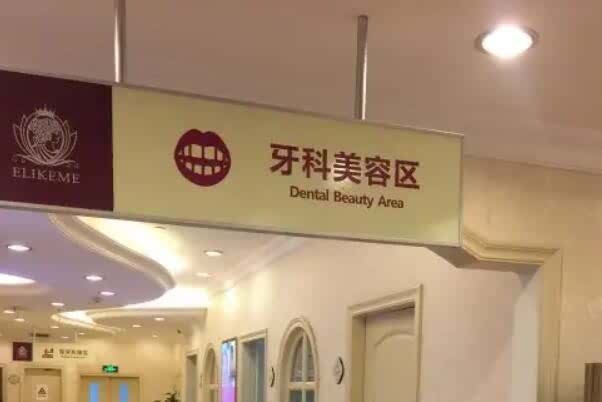 ELIKEME
牙科美容区
Dental Beauty Area